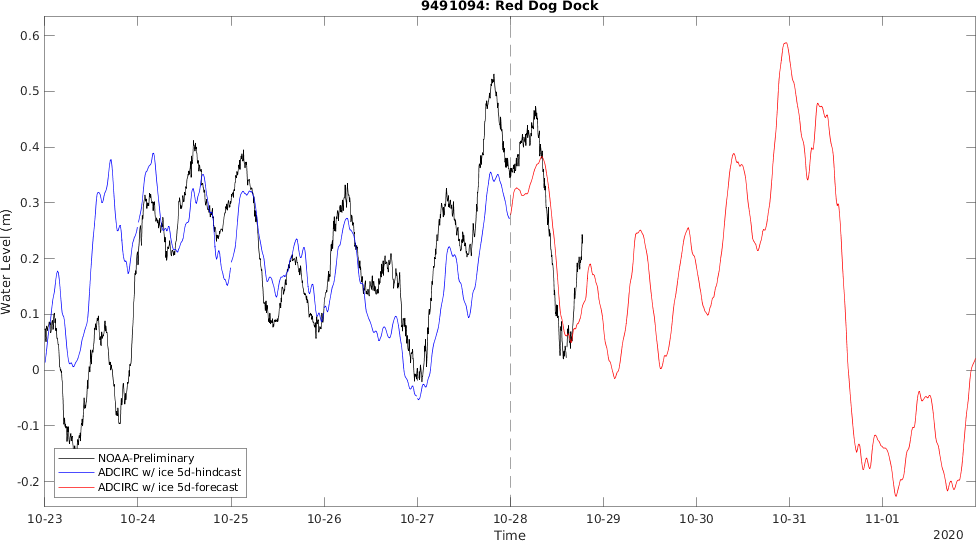 9491094: Red Dog Dock
Water Level (m)
0.6
0.5
0.4
0.3
0.2
0.1
0
-0.1
-0.2
NOAA-Preliminary
ADCIRC w/ ice 5d-hindcast
ADCIRC w/ ice 5d-forecast
10-23 10-24 10-25 10-26 10-27 10-28 10-29 10-30 10-31 11-01
Time
2020